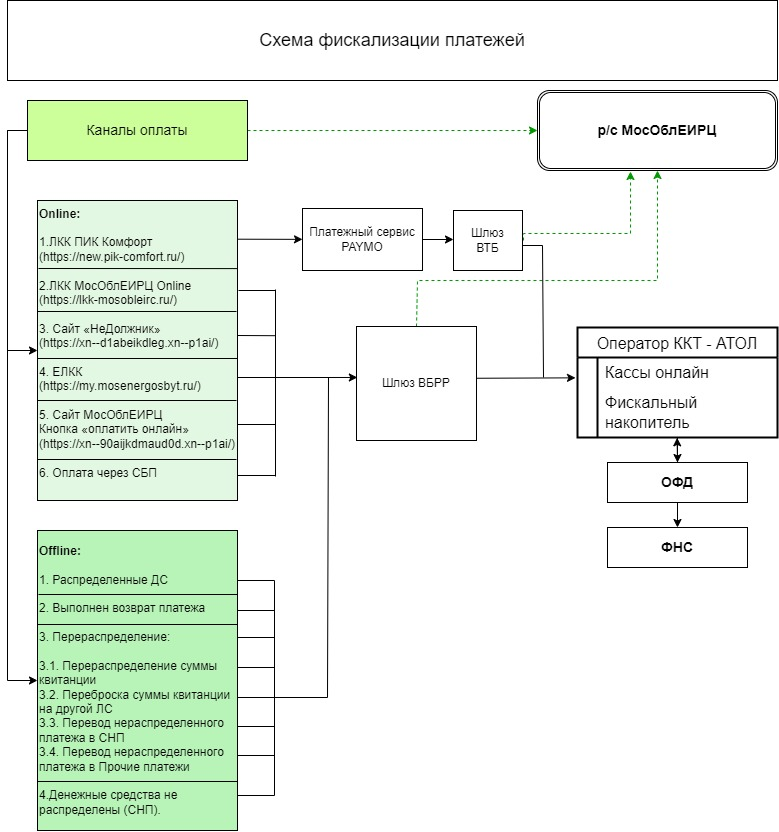 Схема фискализации платежей
Каналы оплаты
р/с МосОблЕИРЦ
Online:
1.ЛКК ПИК Комфорт
(https://new.pik-comfort.ru/)
Платежный сервис
PAYMO
Шлюз
ВТБ
2.ЛКК МосОблЕИРЦ Online
(https://lkk-mosobleirc.ru/)
3. Сайт «НеДолжник»
(https://xn--d1abeikdleg.xn--p1ai/)
4. ЕЛКК
(https://my.mosenergosbyt.ru/)
5. Сайт МосОблЕИРЦ
Кнопка «оплатить онлайн»
(https://xn--90aijkdmaud0d.xn--p1ai/)
6. Оплата через СБП
Шлюз ВБРР
Оператор ККТ - АТОЛ
Кассы онлайн
Фискальный
накопитель
ОФД
ФНС
Offline:
1. Распределенные ДС
2. Выполнен возврат платежа
3. Перераспределение:
3.1. Перераспределение суммы
квитанции
3.2. Переброска суммы квитанции
на другой ЛС
3.3. Перевод нераспределенного
платежа в СНП
3.4. Перевод нераспределенного
платежа в Прочие платежи
4.Денежные средства не
распределены (СНП).